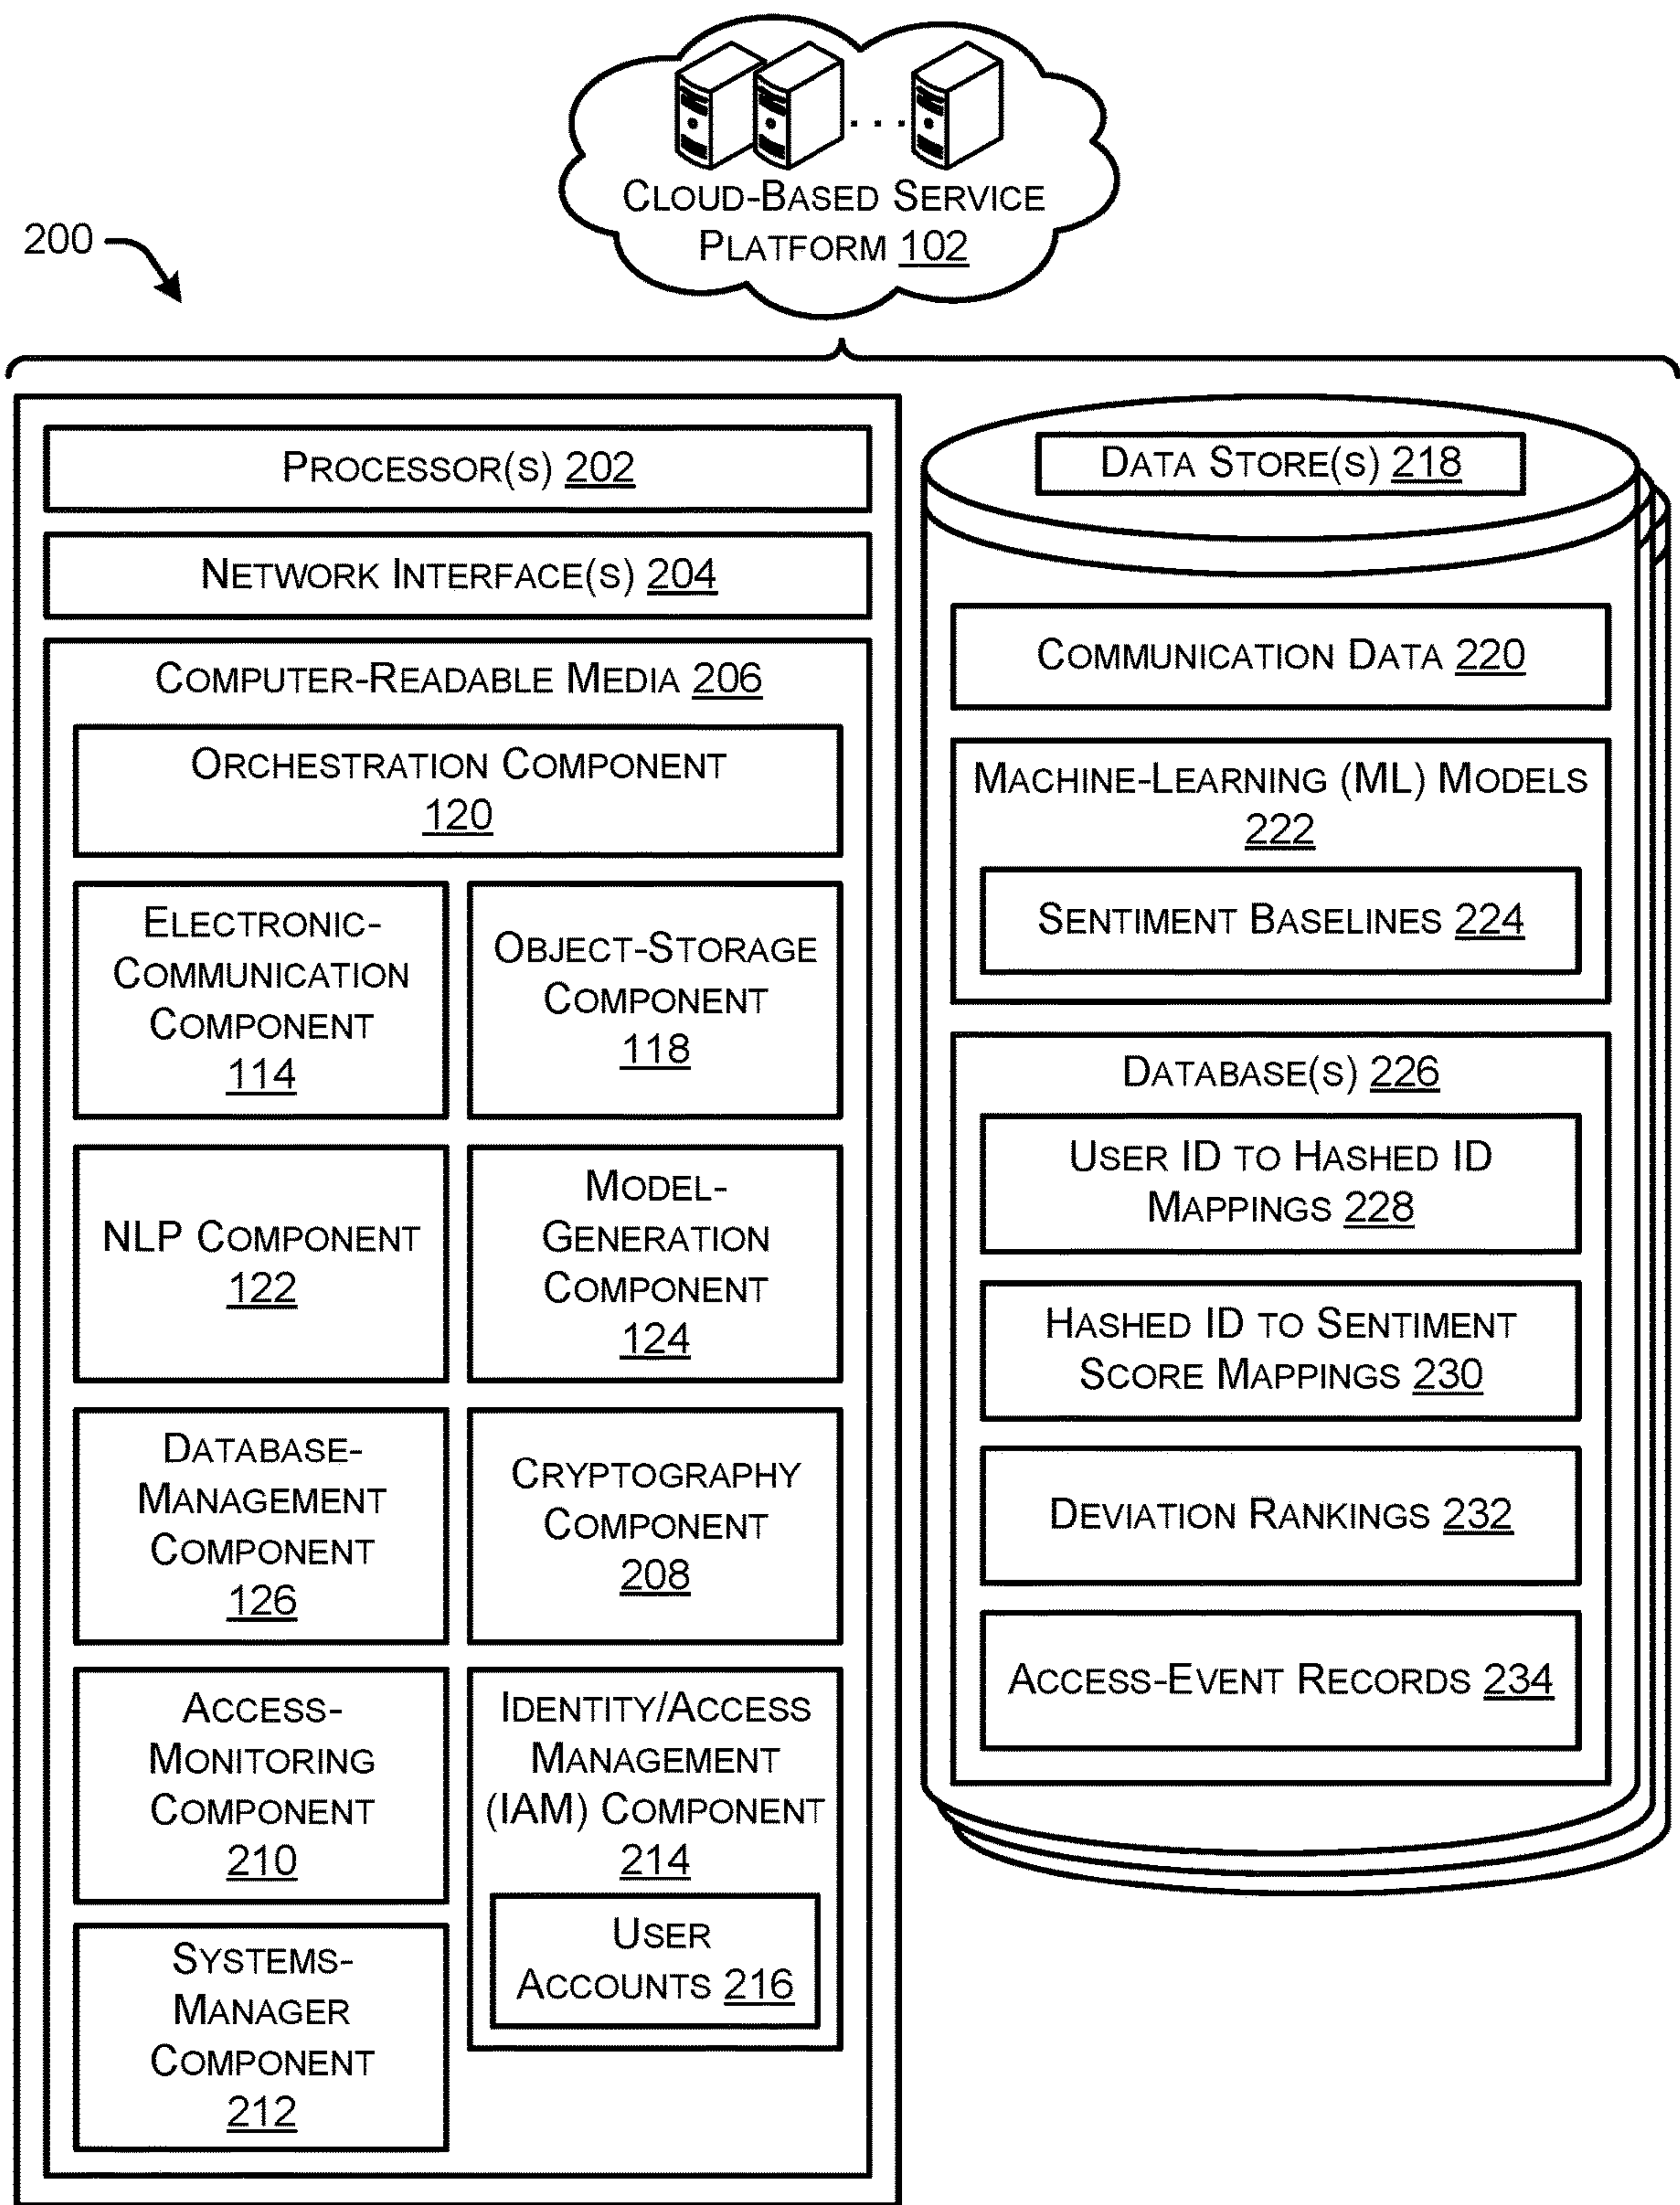 CLOUD-BASED SERVICE
PLATFORM 102
200
PROCESSOR(S) 202
NETWORK INTERFACE(S) 204
COMPUTER-READABLE MEDIA 206
ORCHESTRATION COMPONENT
120
ELECTRONIC-
COMMUNICATION
COMPONENT
114
OBJECT-STORAGE
COMPONENT
118
NLP COMPONENT
122
MODEL-
GENERATION
COMPONENT
124
DATABASE-
MANAGEMENT
COMPONENT
126
CRYPTOGRAPHY
COMPONENT
208
ACCESS-
MONITORING
COMPONENT
210
IDENTITY/ACCESS
MANAGEMENT
(IAM) COMPONENT
214
USER
ACCOUNTS 216
SYSTEMS-
MANAGER
COMPONENT
212
DATA STORE(S) 218
COMMUNICATION DATA 220
MACHINE-LEARNING (ML) MODELS
222
SENTIMENT BASELINES 224
DATABASE(S) 226
USER ID TO HASHED ID
MAPPINGS 228
HASHED ID TO SENTIMENT
SCORE MAPPINGS 230
DEVIATION RANKINGS 232
ACCESS-EVENT RECORDS 234